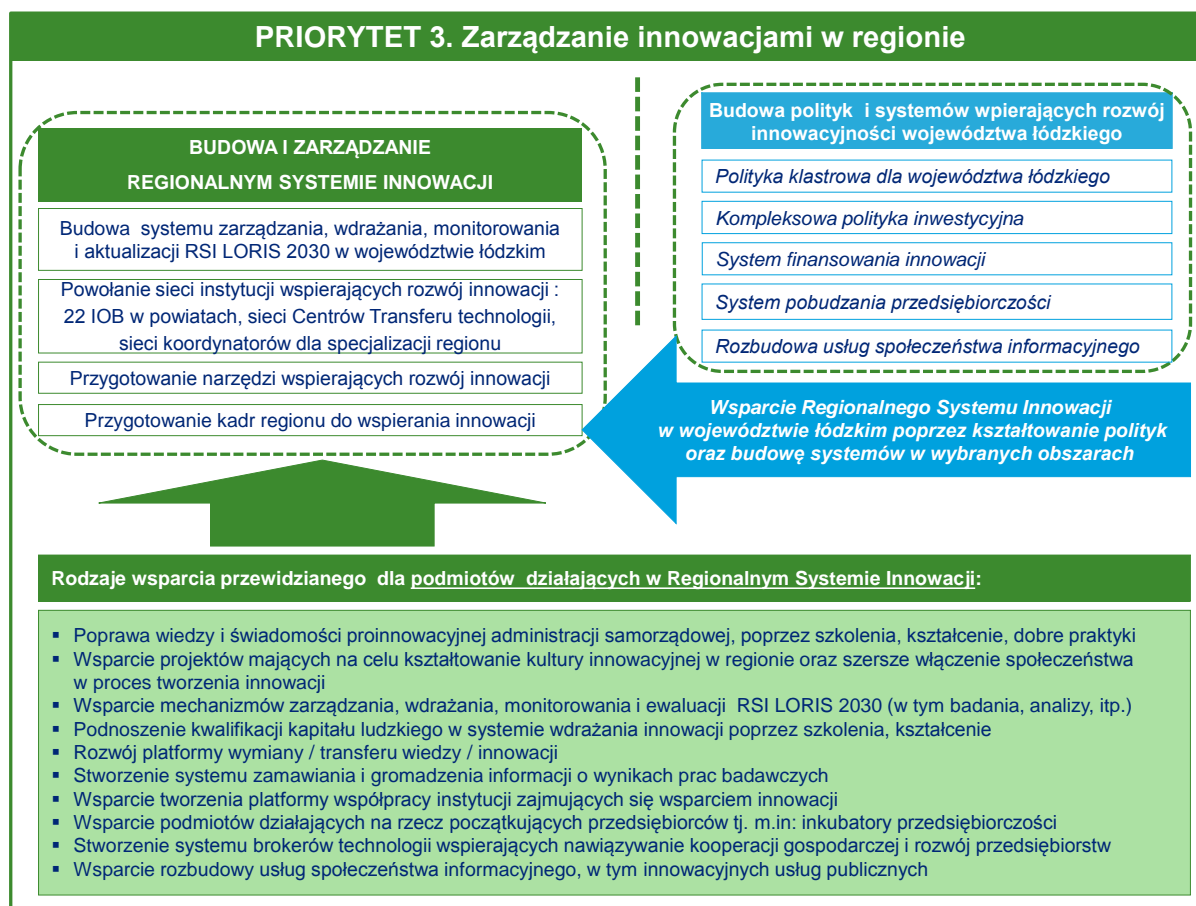 PRIORYTET 3. Zarządzanie innowacjami w regionie
BUDOWA I ZARZĄDZANIE
REGIONALNYM SYSTEMIE INNOWACJI
Budowa systemu zarządzania, wdrażania, monitorowania
i aktualizacji RSI LORIS 2030 w województwie łódzkim
Powołanie sieci instytucji wspierających rozwój innowacji :
22 IOB w powiatach, sieci Centrów Transferu technologii,
sieci koordynatorów dla specjalizacji regionu
Przygotowanie narzędzi wspierających rozwój innowacji
Przygotowanie kadr regionu do wspierania innowacji
Budowa polityk i systemów wpierających rozwój
innowacyjności województwa łódzkiego
Polityka klastrowa dla województwa łódzkiego
Kompleksowa polityka inwestycyjna
System finansowania innowacji
System pobudzania przedsiębiorczości
Rozbudowa usług społeczeństwa informacyjnego
Wsparcie Regionalnego Systemu Innowacji
w województwie łódzkim poprzez kształtowanie polityk
oraz budowę systemów w wybranych obszarach
Rodzaje wsparcia przewidzianego dla podmiotów działających w Regionalnym Systemie Innowacji:
▪ Poprawa wiedzy i świadomości proinnowacyjnej administracji samorządowej, poprzez szkolenia, kształcenie, dobre praktyki
▪ Wsparcie projektów mających na celu kształtowanie kultury innowacyjnej w regionie oraz szersze włączenie społeczeństwa
w proces tworzenia innowacji
▪ Wsparcie mechanizmów zarządzania, wdrażania, monitorowania i ewaluacji RSI LORIS 2030 (w tym badania, analizy, itp.)
▪ Podnoszenie kwalifikacji kapitału ludzkiego w systemie wdrażania innowacji poprzez szkolenia, kształcenie
▪ Rozwój platformy wymiany / transferu wiedzy / innowacji
▪ Stworzenie systemu zamawiania i gromadzenia informacji o wynikach prac badawczych
▪ Wsparcie tworzenia platformy współpracy instytucji zajmujących się wsparciem innowacji
▪ Wsparcie podmiotów działających na rzecz początkujących przedsiębiorców tj. m.in: inkubatory przedsiębiorczości
▪ Stworzenie systemu brokerów technologii wspierających nawiązywanie kooperacji gospodarczej i rozwój przedsiębiorstw
▪ Wsparcie rozbudowy usług społeczeństwa informacyjnego, w tym innowacyjnych usług publicznych